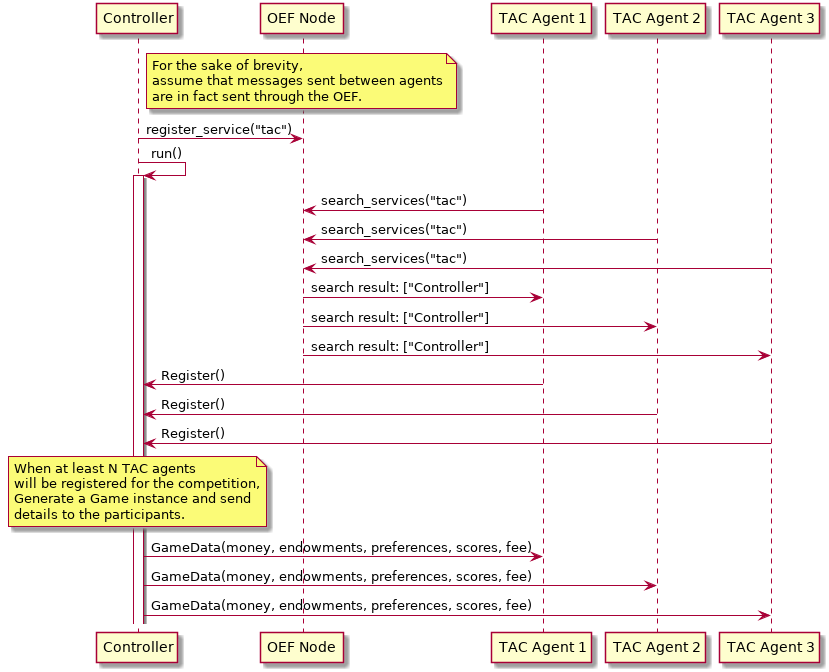 Controller
OEF Node
TAC Agent 1
TAC Agent 2
TAC Agent 3
For the sake of brevity,
assume that messages sent between agents
are in fact sent through the OEF.
register_service("tac")
run()
search_services("tac")
search_services("tac")
search_services("tac")
search result: ["Controller"]
search result: ["Controller"]
search result: ["Controller"]
Register()
Register()
Register()
When at least N TAC agents
will be registered for the competition,
Generate a Game instance and send
details to the participants.
GameData(money, endowments, preferences, scores, fee)
GameData(money, endowments, preferences, scores, fee)
GameData(money, endowments, preferences, scores, fee)
Controller
OEF Node
TAC Agent 1
TAC Agent 2
TAC Agent 3